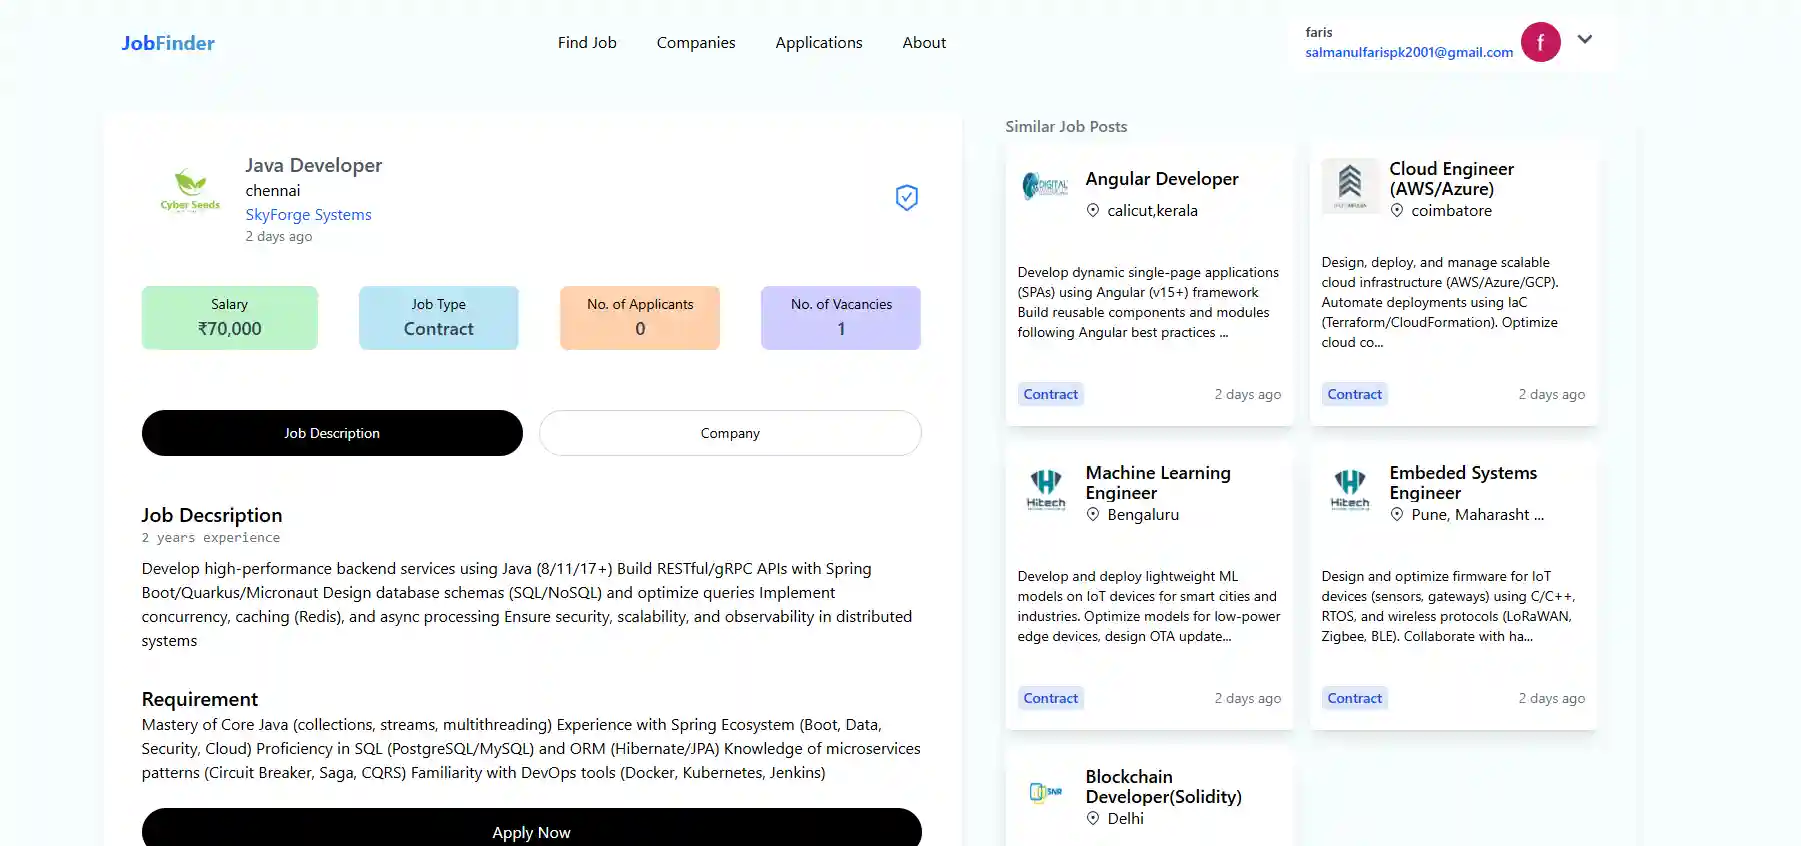 JobFinder
Find Job
Companies
Applications
About
faris
salmanulfarispk2001@gmail.com
f
Cyber Seeds
Java Developer
chennai
SkyForge Systems
2 days ago
Salary
₹70,000
Job Type
Contract
No. of Applicants
0
No. of Vacancies
1
Job Description
Company
Job Decsription
2 years experience
Develop high-performance backend services using Java (8/11/17+) Build RESTful/gRPC APIs with Spring
Boot/Quarkus/Micronaut Design database schemas (SQL/NoSQL) and optimize queries Implement
concurrency, caching (Redis), and async processing Ensure security, scalability, and observability in distributed
systems
Requirement
Mastery of Core Java (collections, streams, multithreading) Experience with Spring Ecosystem (Boot, Data,
Security, Cloud) Proficiency in SQL (PostgreSQL/MySQL) and ORM (Hibernate/JPA) Knowledge of microservices
patterns (Circuit Breaker, Saga, CQRS) Familiarity with DevOps tools (Docker, Kubernetes, Jenkins)
Apply Now
Similar Job Posts
DIGITAL
Angular Developer
calicut,kerala
Develop dynamic single-page applications
(SPAs) using Angular (v15+) framework
Build reusable components and modules
following Angular best practices ...
Contract
2 days ago
Cloud Engineer
(AWS/Azure)
coimbatore
Design, deploy, and manage scalable
cloud infrastructure (AWS/Azure/GCP).
Automate deployments using IaC
(Terraform/CloudFormation). Optimize
cloud co...
Contract
2 days ago
Hitech
Machine Learning
Engineer
Bengaluru
Develop and deploy lightweight ML
models on IoT devices for smart cities and
industries. Optimize models for low-power
edge devices, design OTA update...
Contract
2 days ago
Hitech
Embeded Systems
Engineer
Pune, Maharasht ...
Design and optimize firmware for IoT
devices (sensors, gateways) using C/C++,
RTOS, and wireless protocols (LoRaWAN,
Zigbee, BLE). Collaborate with ha...
Contract
2 days ago
SNR
Blockchain
Developer(Solidity)
Delhi